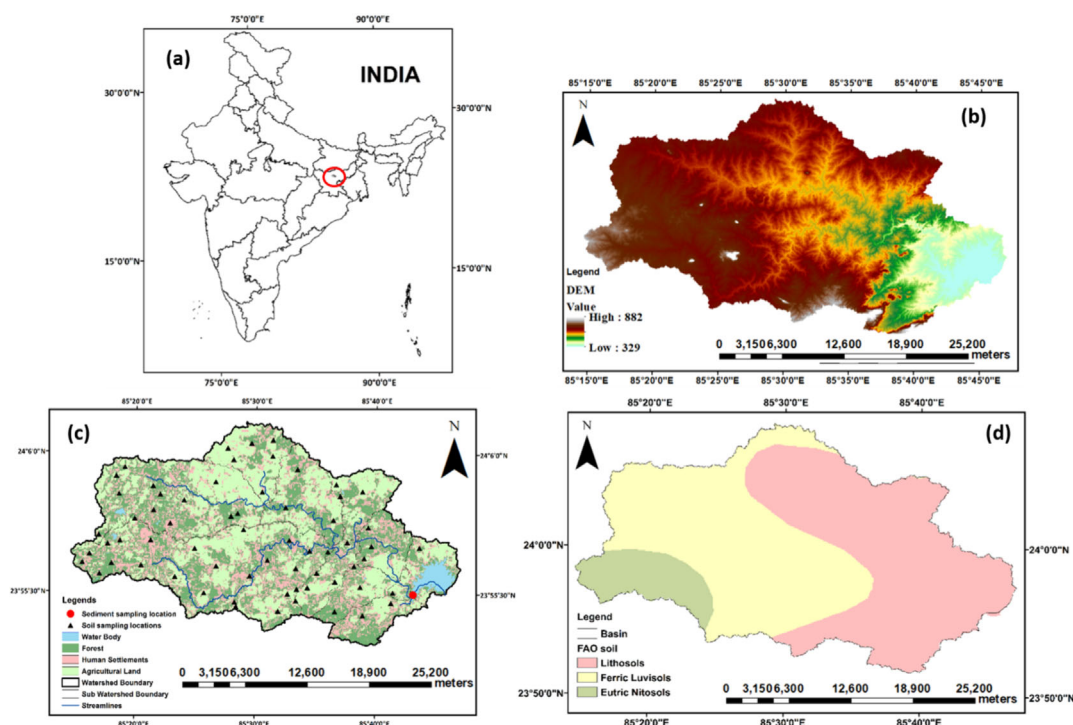 75°0'0"E 90°0'0"E
(a)
INDIA
30°0'0"N
30°0'0"N
15°0'0"N
15°0'0"N
75°0'0"E 90°0'0"E
85°15'E 85°20'0"E 85°25'0"E 85°30'0"E 85°35'0"E 85°40'0"E 85°45'0"E
N
(b)
Legend
DEM
Value
High : 882
Low : 329
0 3,150 6,300 12,600 18,900 25,200
meters
85°15'E 85°20'0"E 85°25'0"E 85°30'0"E 85°35'0"E 85°40'0"E 85°45'E
85°20'0"E 85°30'0"E 85°40'0"E
(c)
N
24°6'0"N
24°6'0"N
23°55'30"N
23°55'30"N
Legends
Sediment sampling location
Soil sampling locations
Water Body
Forest
Human Settlements
Agricultural Land
Watershed Boundary
Sub Watershed Boundary
Streamlines
0 3,150 6,300 12,600 18,900 25,200
meters
85°20'0"E 85°30'0"E 85°40'0"E
85°20'0"E 85°30'0"E 85°40'0"E
N
(d)
24°0'0"N
24°0'0"N
Legend
Basin
FAO soil
Lithosols
Ferric Luvisols
Eutric Nitosols
0 3,150 6,300 12,600 18,900 25,200
meters
23°50'0"N
23°50'0"N
85°20'0"E 85°30'0"E 85°40'0"E